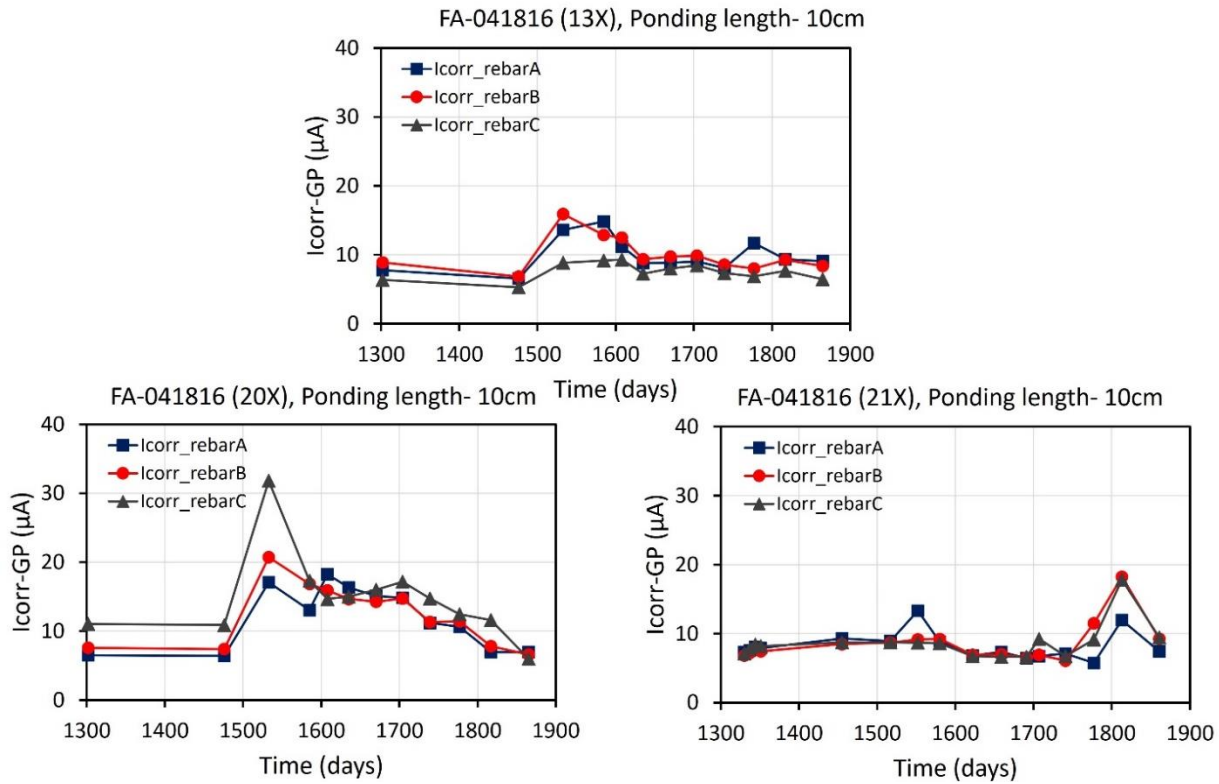 FA-041816 (13X), Ponding length- 10cm
40
30
20
10
0
Icorr-GP (µA)
Icorr_rebarA
Icorr_rebarB
Icorr_rebarC
1300 1400 1500 1600 1700 1800 1900
Time (days)
FA-041816 (20X), Ponding length- 10cm
40
30
20
10
0
Icorr-GP (µA)
Icorr_rebarA
Icorr_rebarB
Icorr_rebarC
1300 1400 1500 1600 1700 1800 1900
Time (days)
FA-041816 (21X), Ponding length- 10cm
40
30
20
10
0
Icorr-GP (µA)
Icorr_rebarA
Icorr_rebarB
Icorr_rebarC
1300 1400 1500 1600 1700 1800 1900
Time (days)